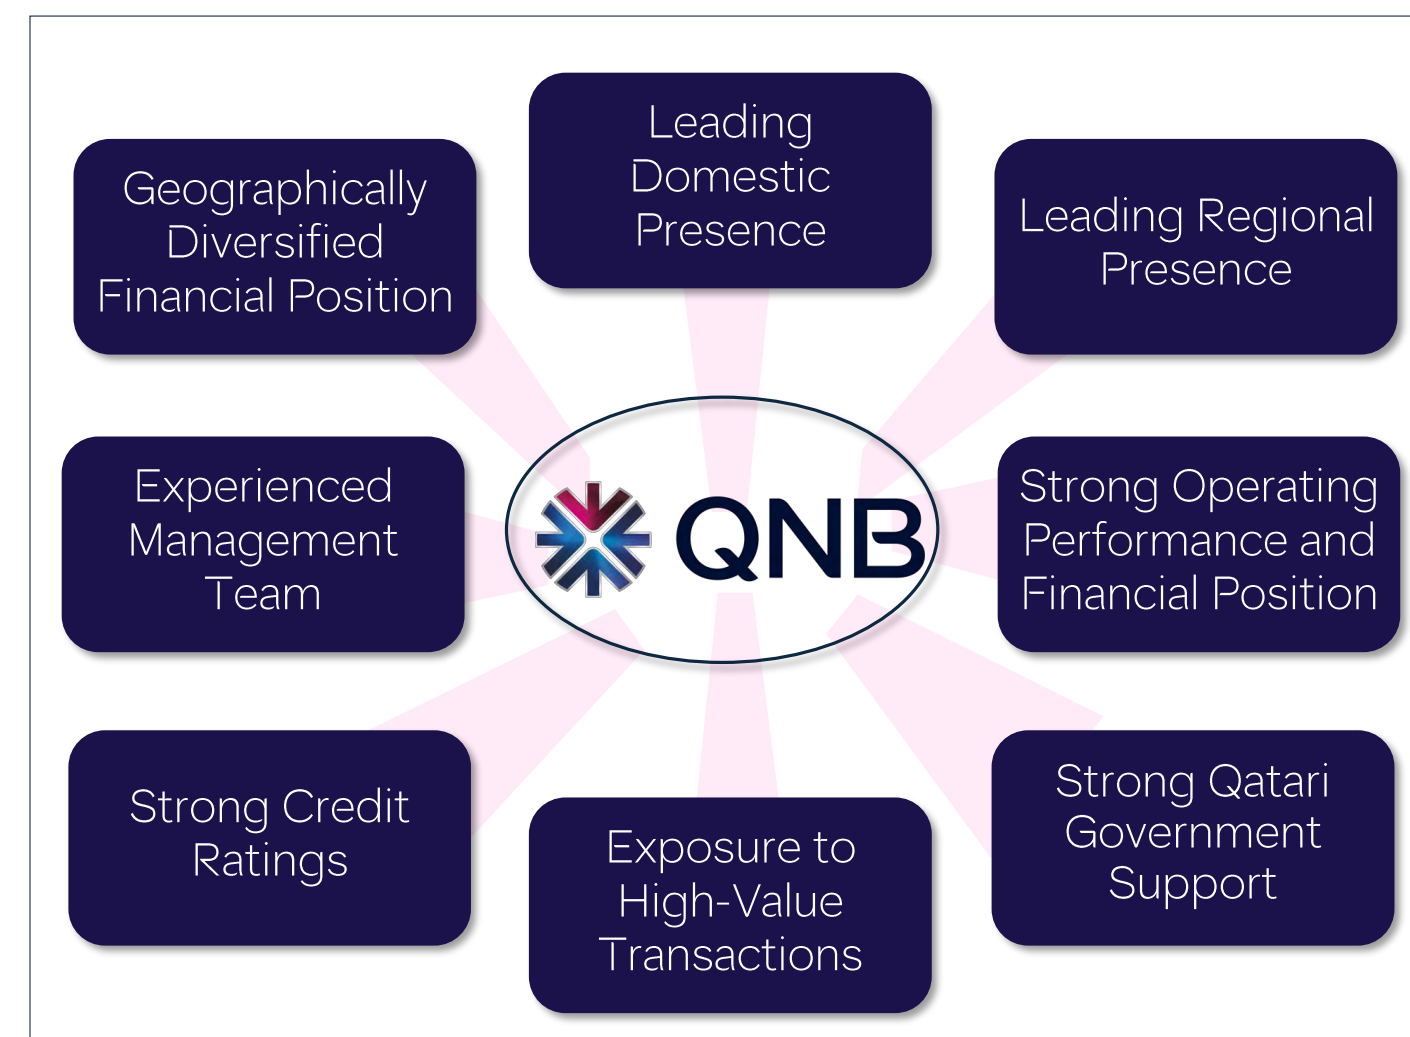 Leading
Domestic
Presence
Geographically
Diversified
Financial Position
Leading Regional
Presence
Experienced
Management
Team
QNB
Strong Operating
Performance and
Financial Position
Strong Credit
Ratings
Exposure to
High-Value
Transactions
Strong Qatari
Government
Support